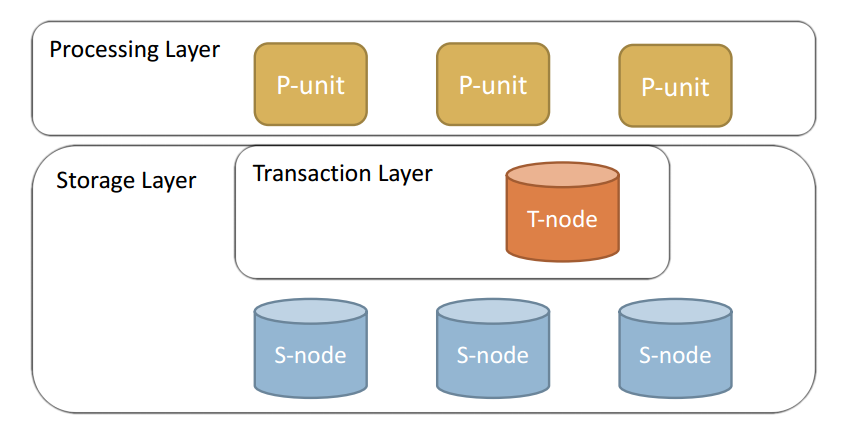 Processing Layer
P-unit
P-unit
P-unit
Storage Layer
Transaction Layer
T-node
S-node
S-node
S-node